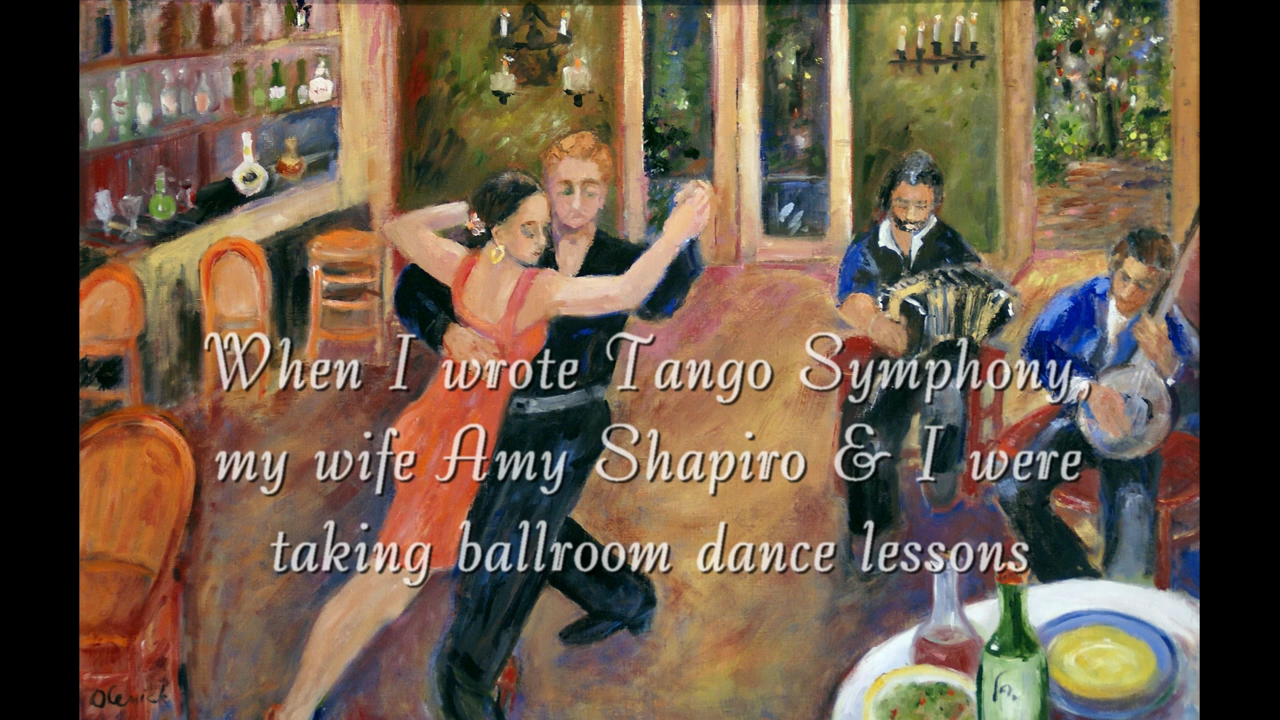 When I wrote Tango Symphony,
my wife Amy Shapiro & I were
taking ballroom dance lessons